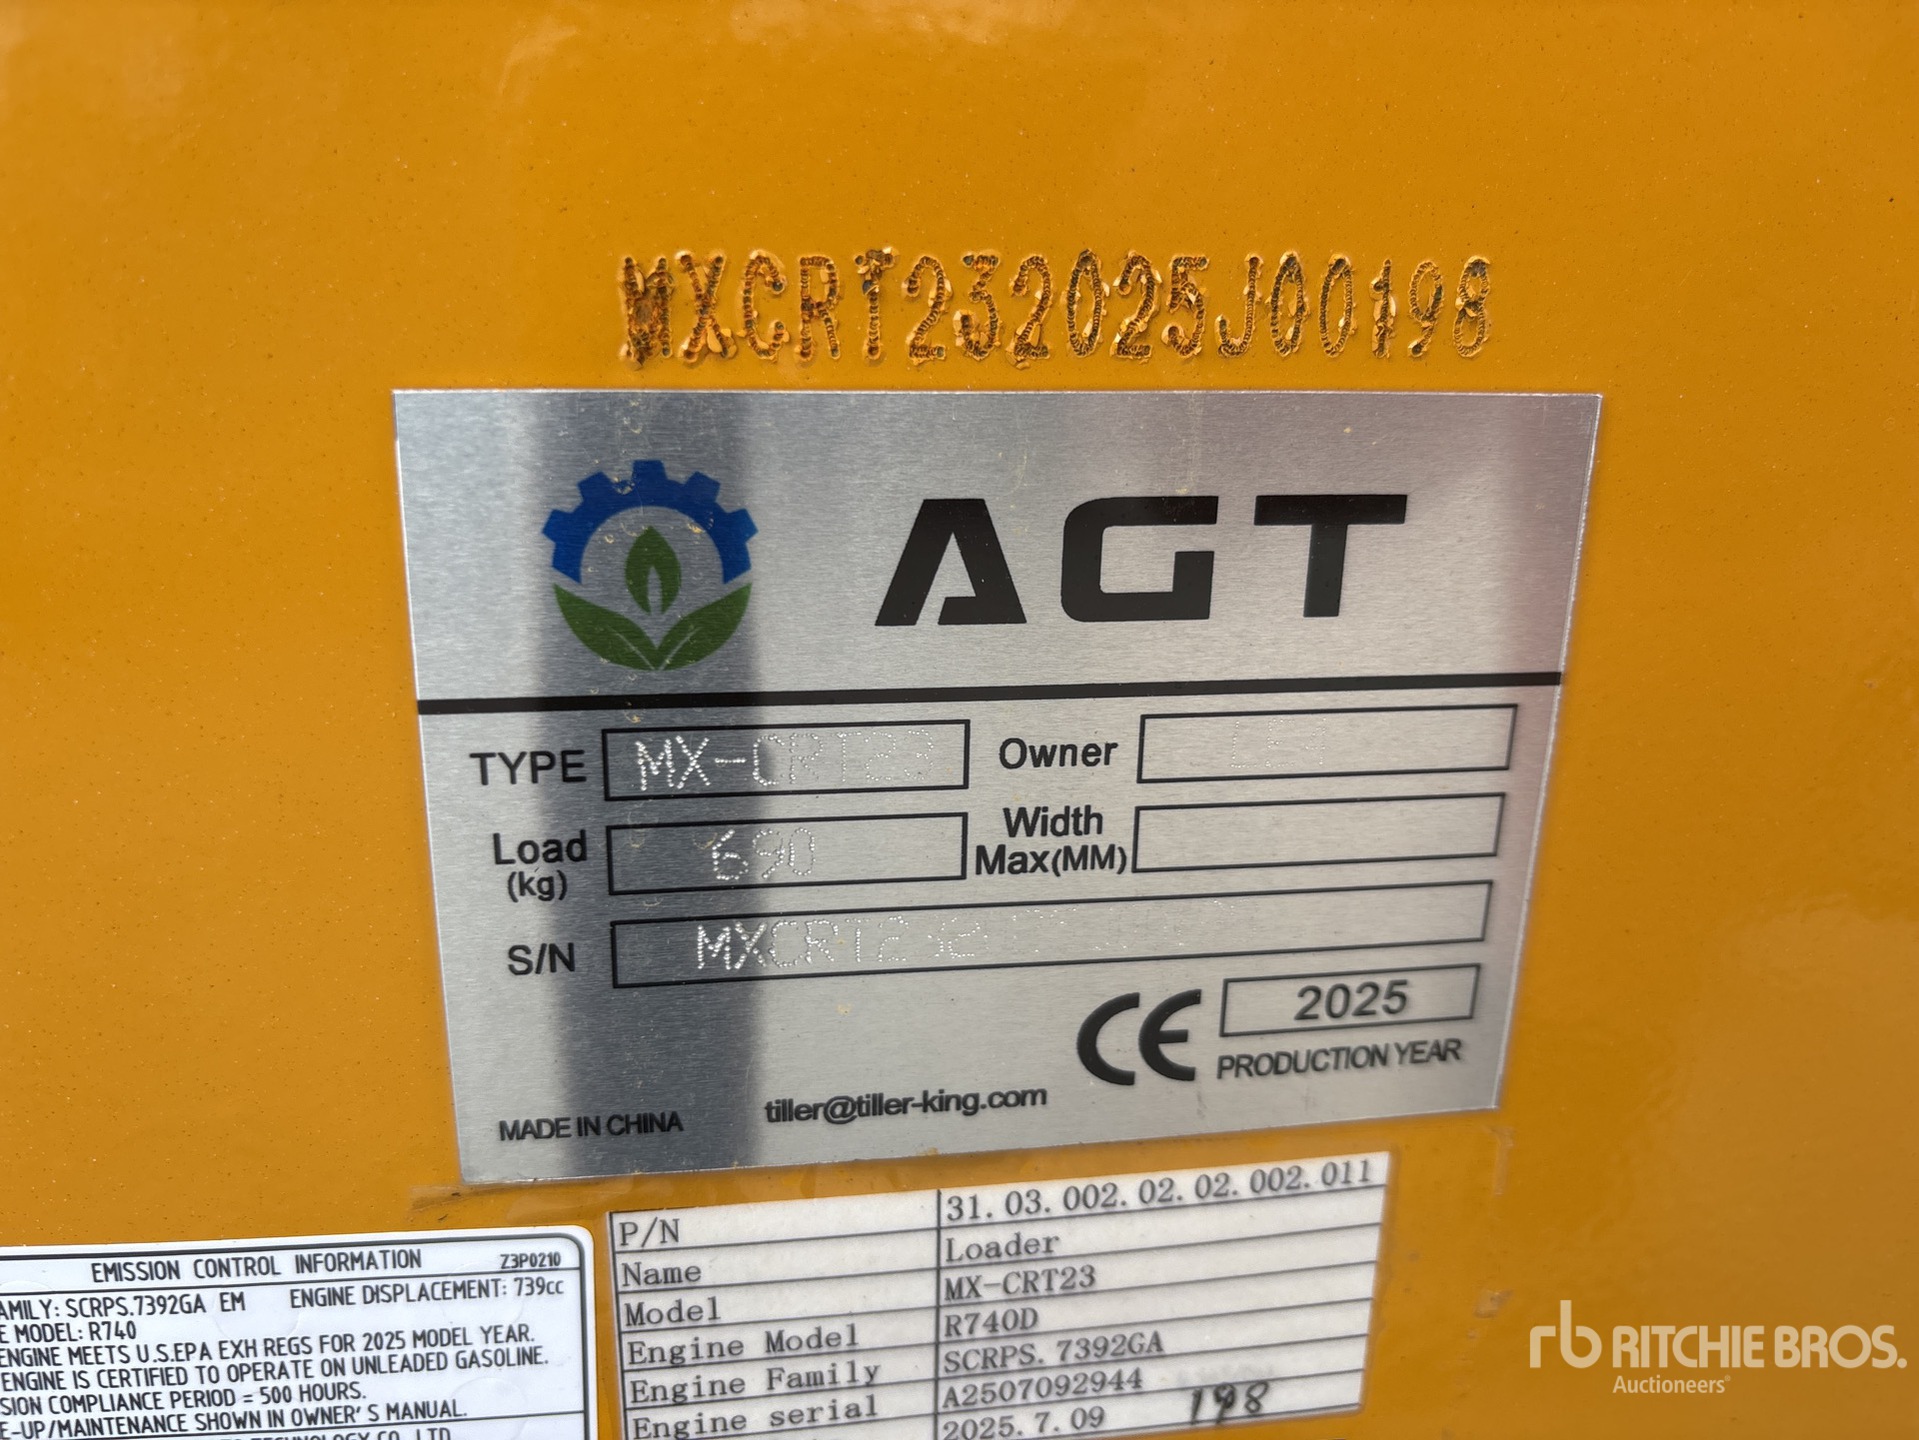 MXCRT232025J00198
AGT
TYPE MX-CRT23 Owner
Load (kg) 690 Width Max(MM)
S/N MXCRT232
CE 2025
PRODUCTION YEAR
MADE IN CHINA tiller@tiller-king.com
P/N 31.03.002.02.02.002.011
Name Loader
Model MX-CRT23
Engine Model R740D
Engine Family SCRPS.7392GA
Engine serial A2507092944
2025.7.09 198
EMISSION CONTROL INFORMATION Z3P0210
AMILY: SCRPS.7392GA EM ENGINE DISPLACEMENT: 739cc
E MODEL: R740
ENGINE MEETS U.S.EPA EXH REGS FOR 2025 MODEL YEAR.
ENGINE IS CERTIFIED TO OPERATE ON UNLEADED GASOLINE.
SION COMPLIANCE PERIOD = 500 HOURS.
E-UP/MAINTENANCE SHOWN IN OWNER'S MANUAL.
TECHNOLOGY CO.,LTD
rb RITCHIE BROS.
Auctioneers